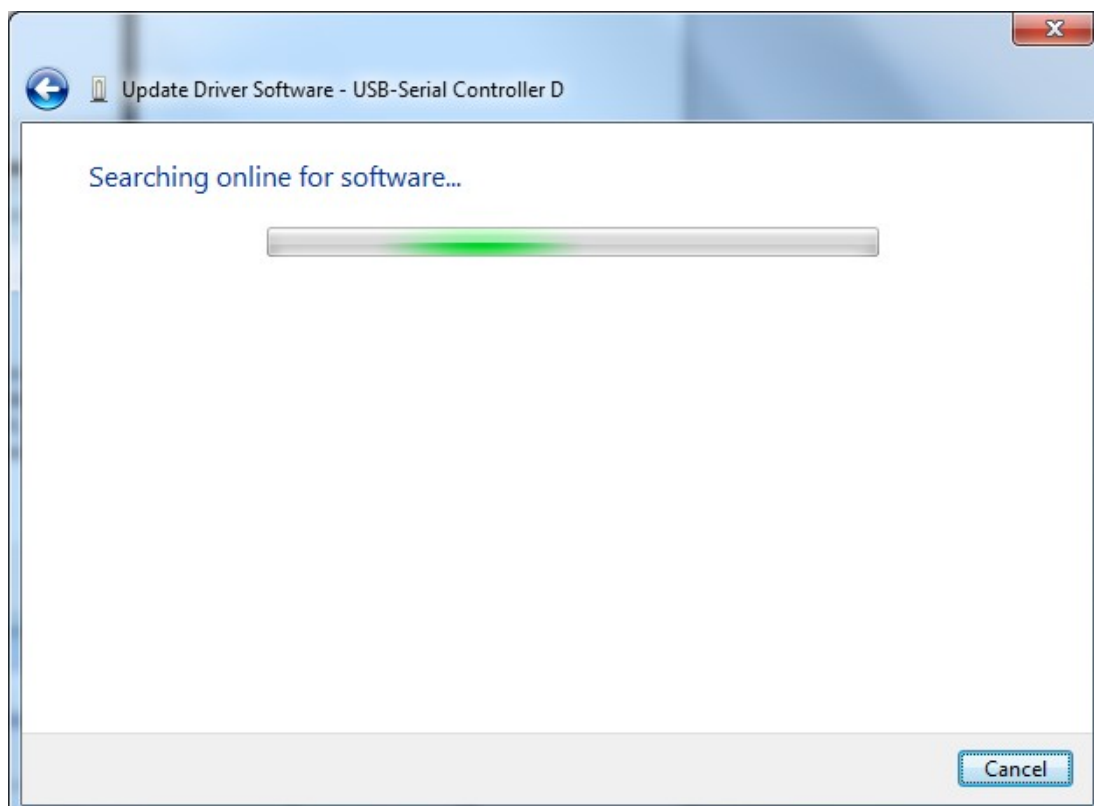 Update Driver Software - USB-Serial Controller D
Searching online for software...
Cancel